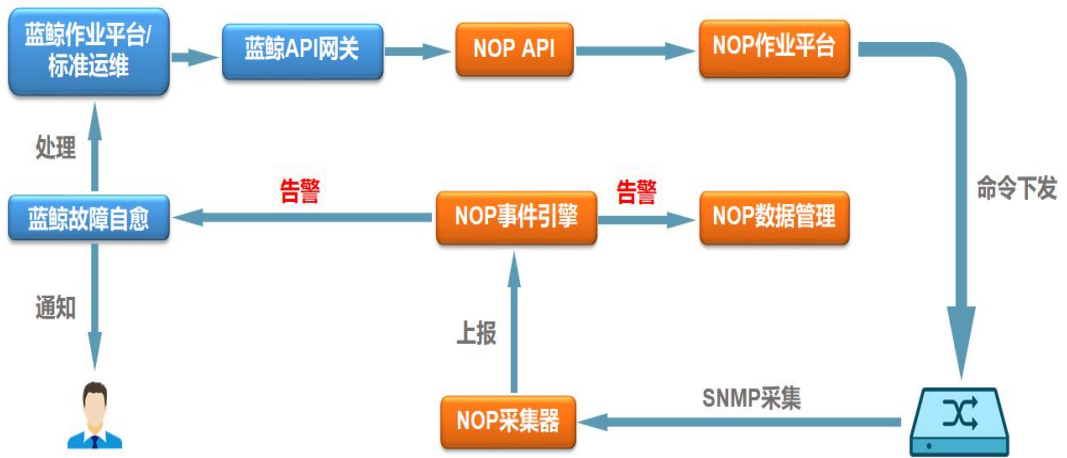 蓝鲸作业平台/
标准运维
蓝鲸API网关
NOP API
NOP作业平台
处理
告警
告警
命令下发
蓝鲸故障自愈
NOP事件引擎
NOP数据管理
通知
上报
SNMP采集
NOP采集器